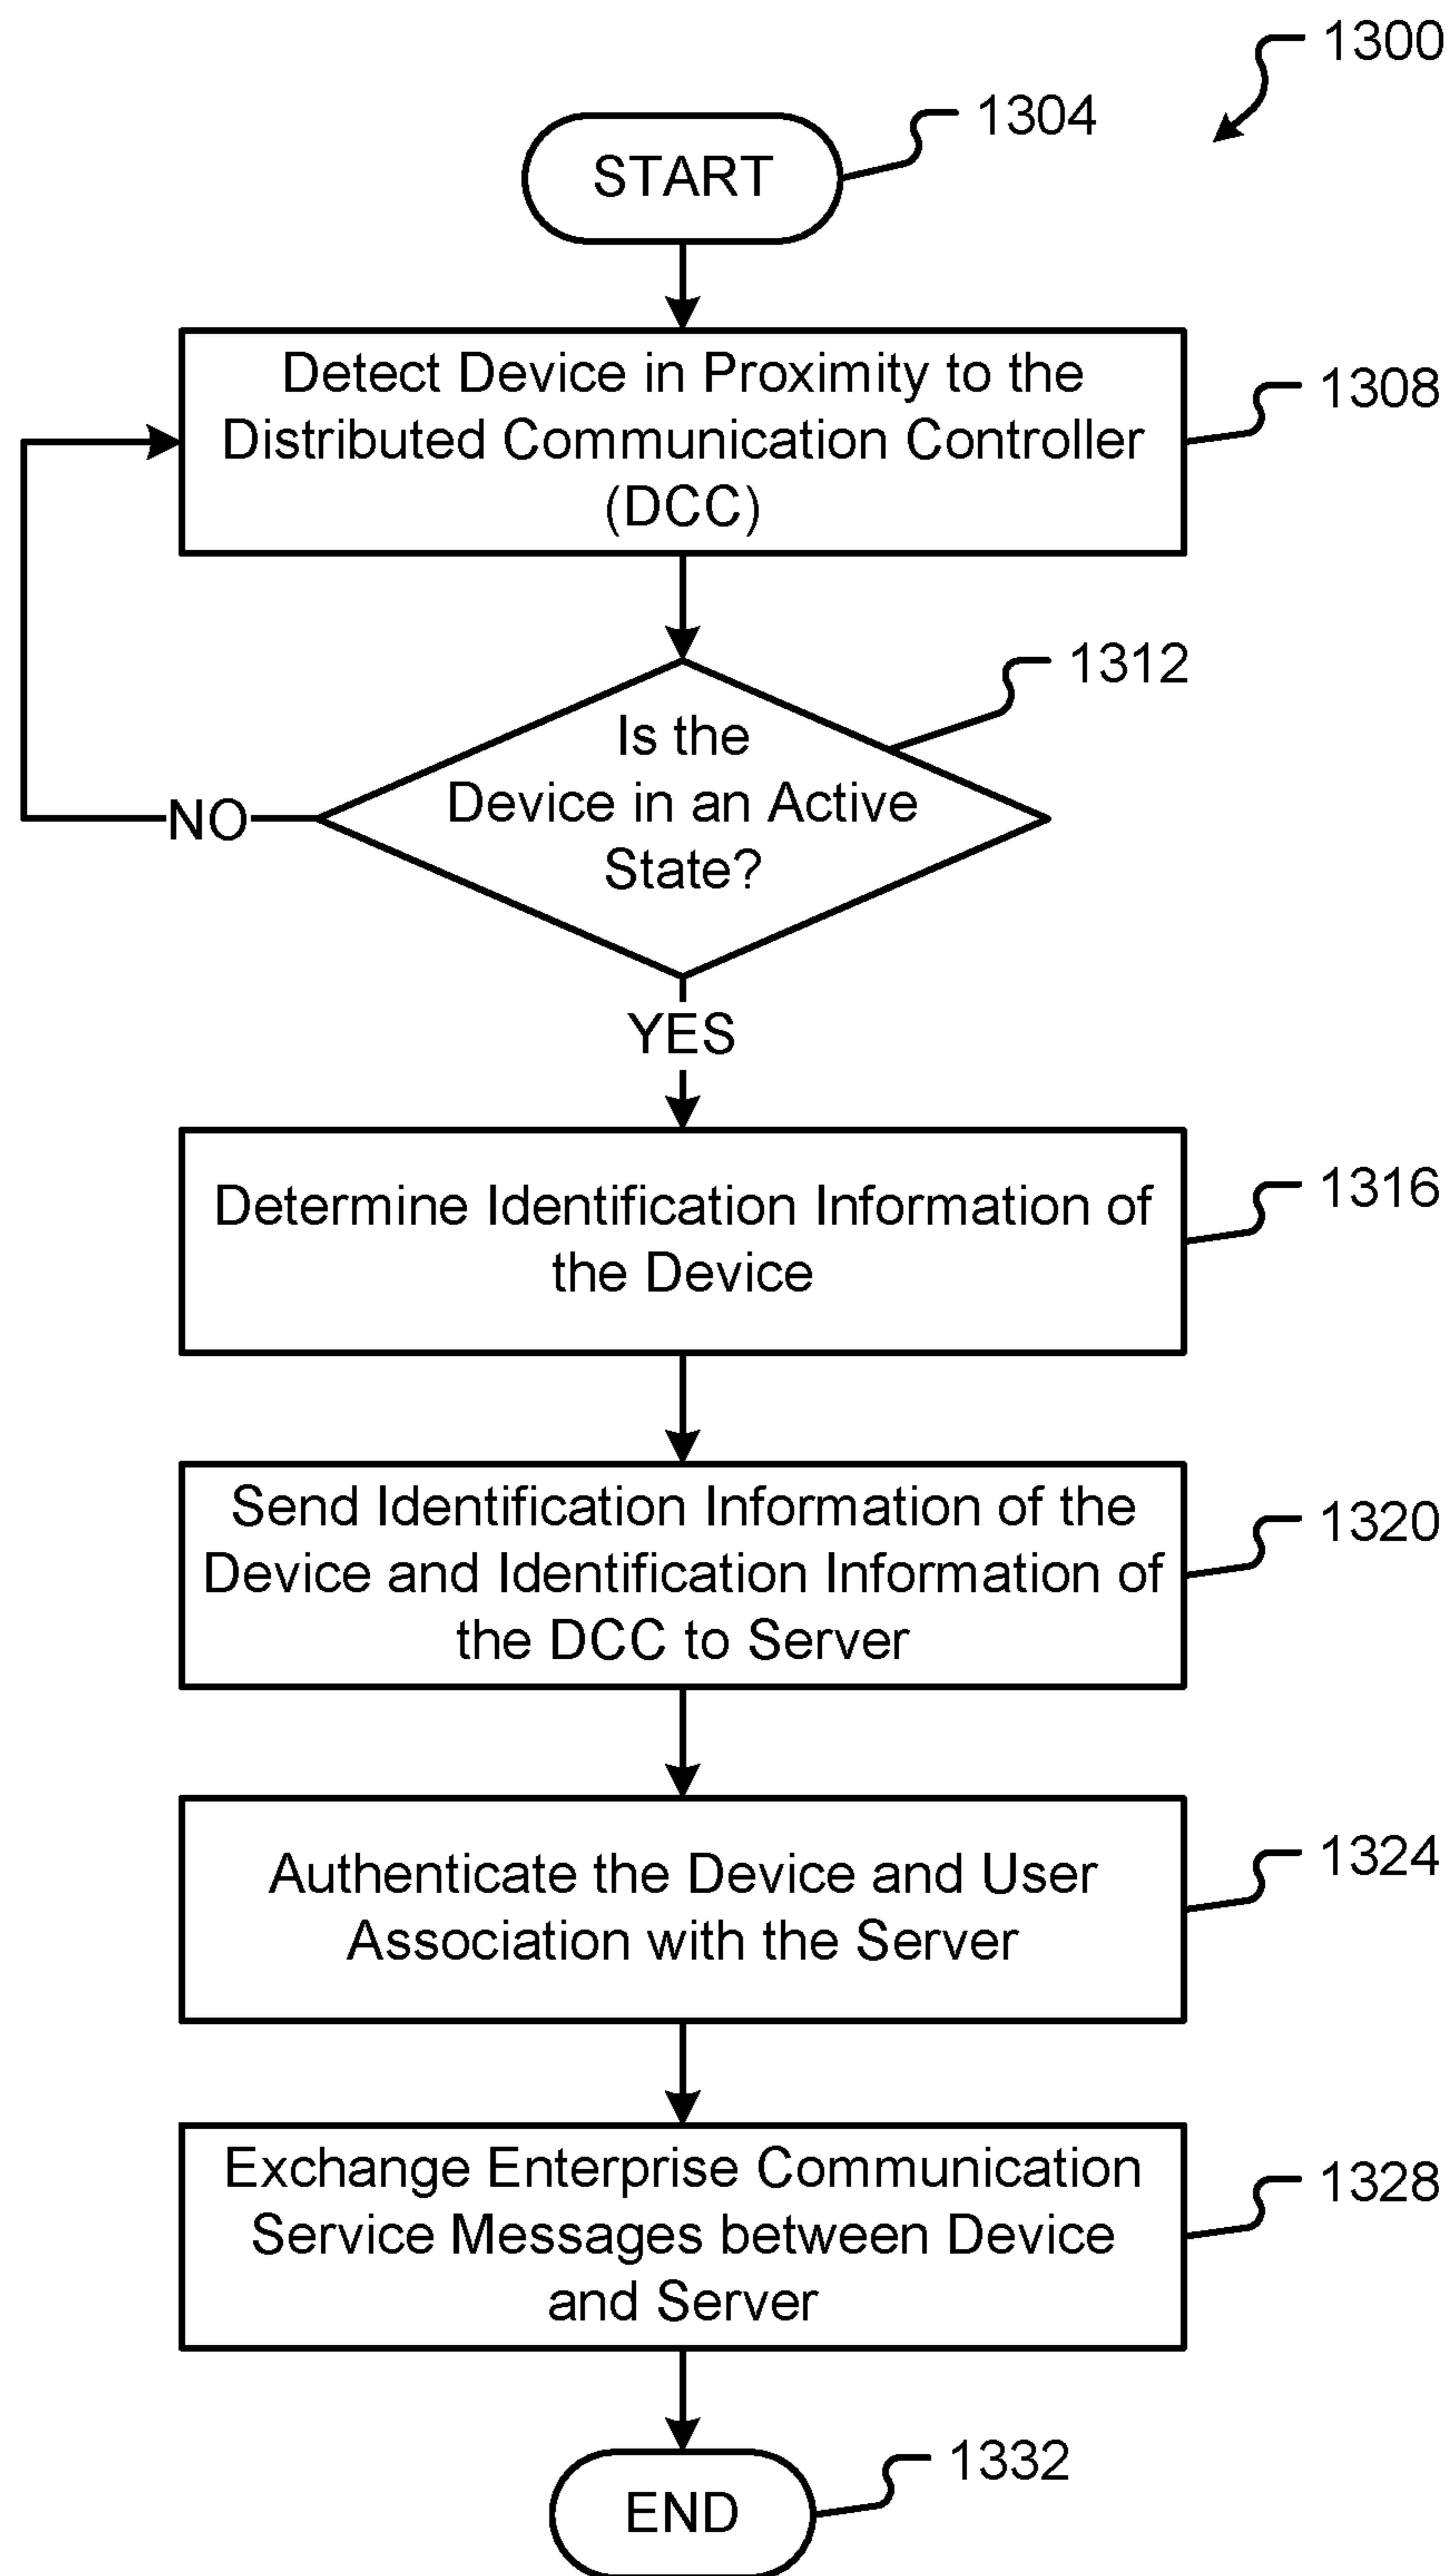 1300
1304
START
Detect Device in Proximity to the
Distributed Communication Controller
(DCC)
1308
1312
Is the
Device in an Active
State?
NO
YES
Determine Identification Information of
the Device
1316
Send Identification Information of the
Device and Identification Information of
the DCC to Server
1320
Authenticate the Device and User
Association with the Server
1324
Exchange Enterprise Communication
Service Messages between Device
and Server
1328
1332
END